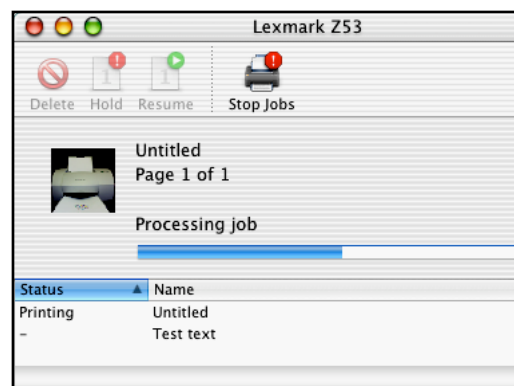 Lexmark Z53
Delete Hold Resume Stop Jobs
Untitled
Page 1 of 1
Processing job
Status Name
Printing Untitled
– Test text